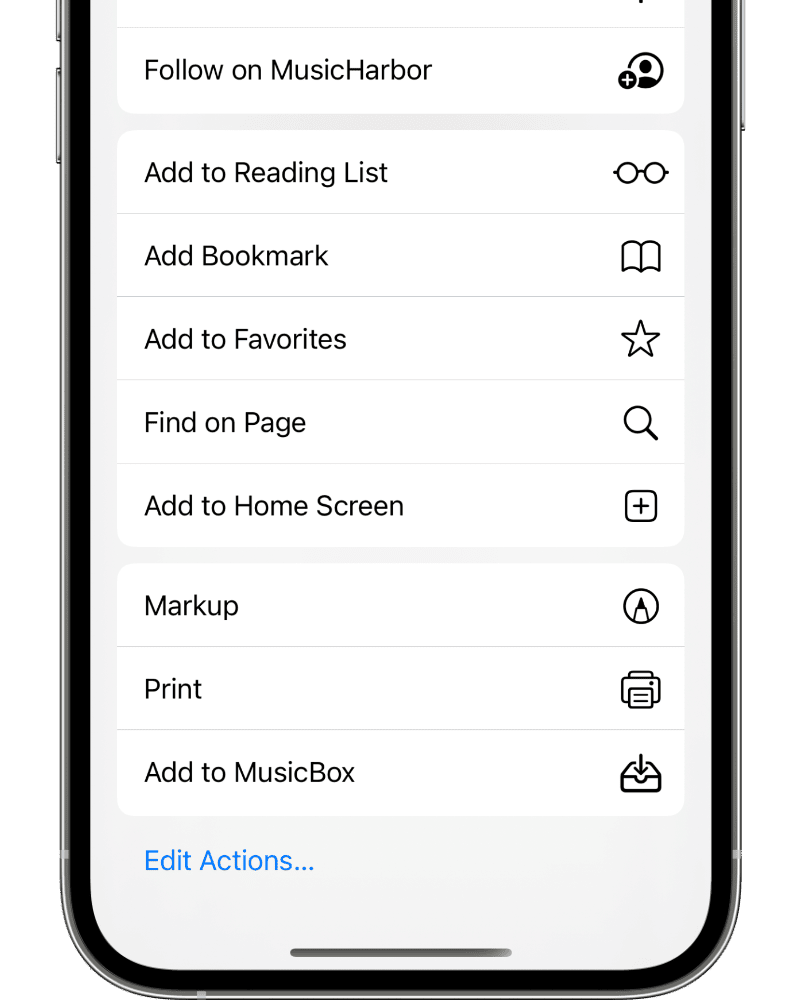 Follow on MusicHarbor
Add to Reading List
Add Bookmark
Add to Favorites
Find on Page
Add to Home Screen
Markup
Print
Add to MusicBox
Edit Actions...